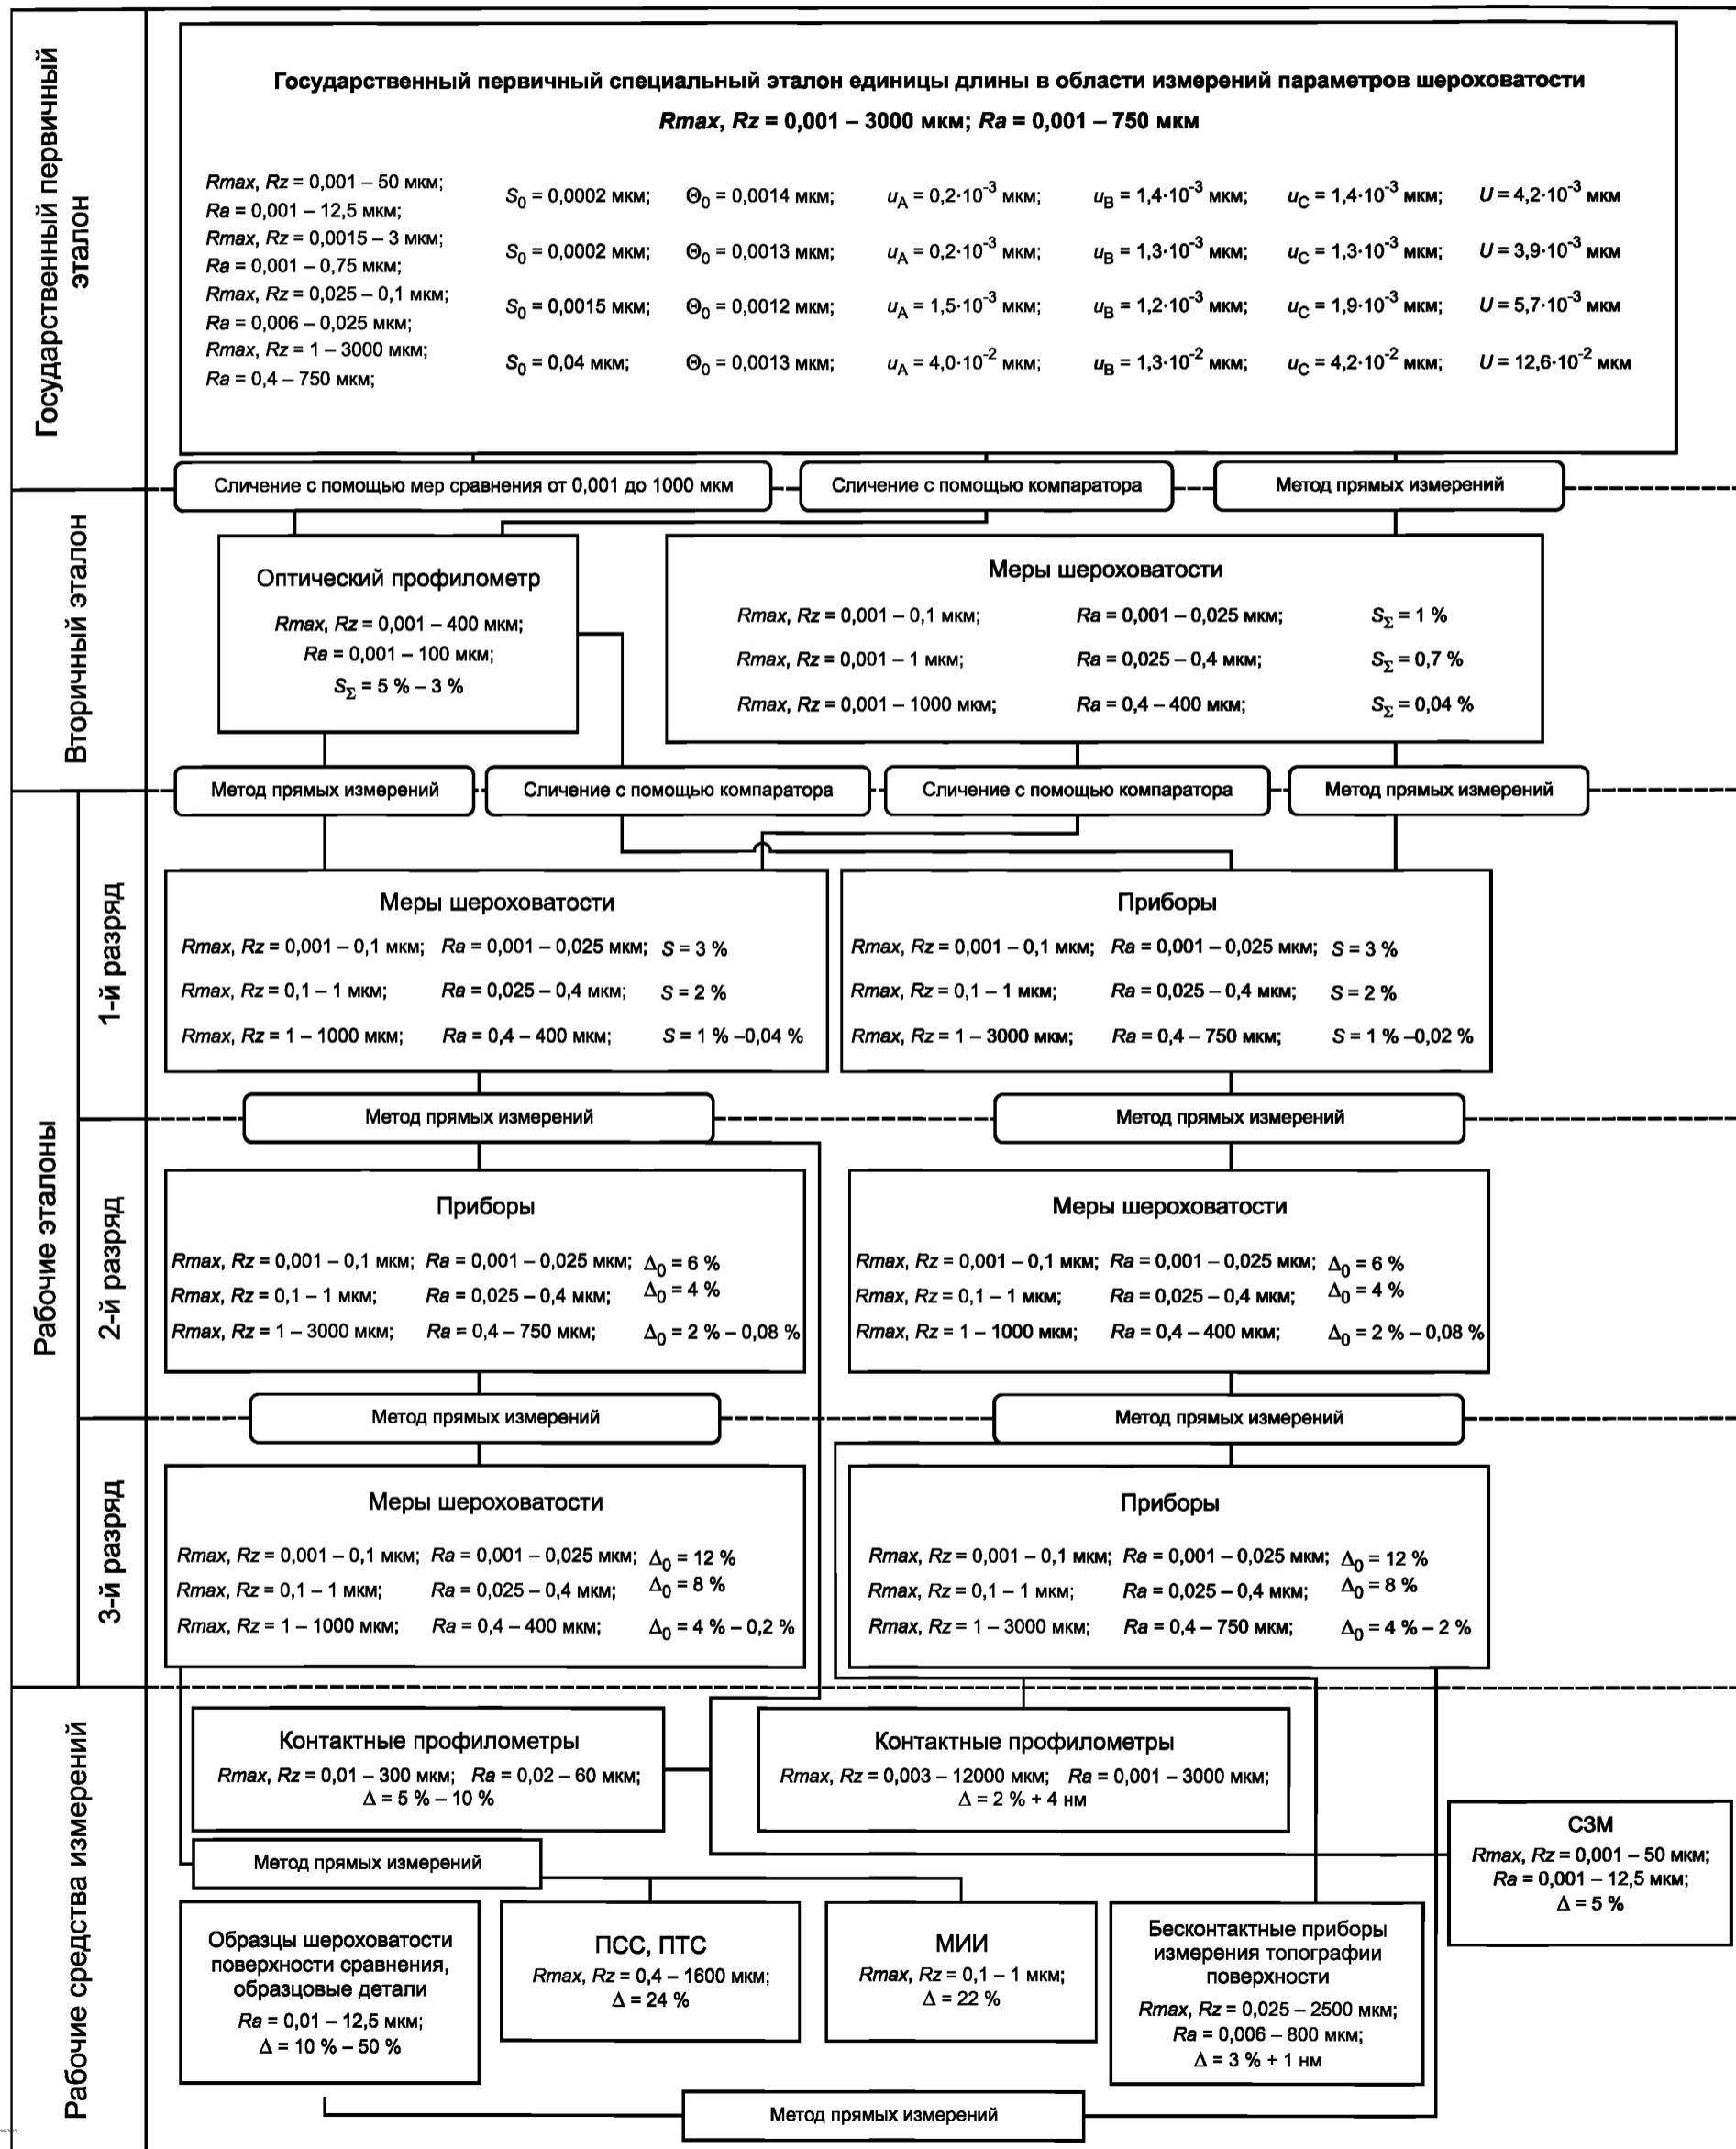 Государственный первичный
эталон
Государственный первичный специальный эталон единицы длины в области измерений параметров шероховатости
Rmax, Rz = 0,001 – 3000 мкм; Ra = 0,001 – 750 мкм
Rmax, Rz = 0,001 – 50 мкм;
Ra = 0,001 – 12,5 мкм;
S₀ = 0,0002 мкм; Θ₀ = 0,0014 мкм; u_A = 0,2·10⁻³ мкм; u_B = 1,4·10⁻³ мкм; u_C = 1,4·10⁻³ мкм; U = 4,2·10⁻³ мкм
Rmax, Rz = 0,0015 – 3 мкм;
Ra = 0,001 – 0,75 мкм;
S₀ = 0,0002 мкм; Θ₀ = 0,0013 мкм; u_A = 0,2·10⁻³ мкм; u_B = 1,3·10⁻³ мкм; u_C = 1,3·10⁻³ мкм; U = 3,9·10⁻³ мкм
Rmax, Rz = 0,025 – 0,1 мкм;
Ra = 0,006 – 0,025 мкм;
S₀ = 0,0015 мкм; Θ₀ = 0,0012 мкм; u_A = 1,5·10⁻³ мкм; u_B = 1,2·10⁻³ мкм; u_C = 1,9·10⁻³ мкм; U = 5,7·10⁻³ мкм
Rmax, Rz = 1 – 3000 мкм;
Ra = 0,4 – 750 мкм;
S₀ = 0,04 мкм; Θ₀ = 0,0013 мкм; u_A = 4,0·10⁻² мкм; u_B = 1,3·10⁻² мкм; u_C = 4,2·10⁻² мкм; U = 12,6·10⁻² мкм
Сличение с помощью мер сравнения от 0,001 до 1000 мкм
Сличение с помощью компаратора
Метод прямых измерений
Вторичный эталон
Оптический профилометр
Rmax, Rz = 0,001 – 400 мкм;
Ra = 0,001 – 100 мкм;
S_Σ = 5 % – 3 %
Меры шероховатости
Rmax, Rz = 0,001 – 0,1 мкм; Ra = 0,001 – 0,025 мкм; S_Σ = 1 %
Rmax, Rz = 0,001 – 1 мкм; Ra = 0,025 – 0,4 мкм; S_Σ = 0,7 %
Rmax, Rz = 0,001 – 1000 мкм; Ra = 0,4 – 400 мкм; S_Σ = 0,04 %
Метод прямых измерений
Сличение с помощью компаратора
Сличение с помощью компаратора
Метод прямых измерений
Рабочие эталоны
1-й разряд
Меры шероховатости
Rmax, Rz = 0,001 – 0,1 мкм; Ra = 0,001 – 0,025 мкм; S = 3 %
Rmax, Rz = 0,1 – 1 мкм; Ra = 0,025 – 0,4 мкм; S = 2 %
Rmax, Rz = 1 – 1000 мкм; Ra = 0,4 – 400 мкм; S = 1 % –0,04 %
Приборы
Rmax, Rz = 0,001 – 0,1 мкм; Ra = 0,001 – 0,025 мкм; S = 3 %
Rmax, Rz = 0,1 – 1 мкм; Ra = 0,025 – 0,4 мкм; S = 2 %
Rmax, Rz = 1 – 3000 мкм; Ra = 0,4 – 750 мкм; S = 1 % –0,02 %
Метод прямых измерений
Метод прямых измерений
2-й разряд
Приборы
Rmax, Rz = 0,001 – 0,1 мкм; Ra = 0,001 – 0,025 мкм; Δ₀ = 6 %
Rmax, Rz = 0,1 – 1 мкм; Ra = 0,025 – 0,4 мкм; Δ₀ = 4 %
Rmax, Rz = 1 – 3000 мкм; Ra = 0,4 – 750 мкм; Δ₀ = 2 % – 0,08 %
Меры шероховатости
Rmax, Rz = 0,001 – 0,1 мкм; Ra = 0,001 – 0,025 мкм; Δ₀ = 6 %
Rmax, Rz = 0,1 – 1 мкм; Ra = 0,025 – 0,4 мкм; Δ₀ = 4 %
Rmax, Rz = 1 – 1000 мкм; Ra = 0,4 – 400 мкм; Δ₀ = 2 % – 0,08 %
Метод прямых измерений
Метод прямых измерений
3-й разряд
Меры шероховатости
Rmax, Rz = 0,001 – 0,1 мкм; Ra = 0,001 – 0,025 мкм; Δ₀ = 12 %
Rmax, Rz = 0,1 – 1 мкм; Ra = 0,025 – 0,4 мкм; Δ₀ = 8 %
Rmax, Rz = 1 – 1000 мкм; Ra = 0,4 – 400 мкм; Δ₀ = 4 % – 0,2 %
Приборы
Rmax, Rz = 0,001 – 0,1 мкм; Ra = 0,001 – 0,025 мкм; Δ₀ = 12 %
Rmax, Rz = 0,1 – 1 мкм; Ra = 0,025 – 0,4 мкм; Δ₀ = 8 %
Rmax, Rz = 1 – 3000 мкм; Ra = 0,4 – 750 мкм; Δ₀ = 4 % – 2 %
Рабочие средства измерений
Контактные профилометры
Rmax, Rz = 0,01 – 300 мкм; Ra = 0,02 – 60 мкм;
Δ = 5 % – 10 %
Контактные профилометры
Rmax, Rz = 0,003 – 12000 мкм; Ra = 0,001 – 3000 мкм;
Δ = 2 % + 4 нм
СЗМ
Rmax, Rz = 0,001 – 50 мкм;
Ra = 0,001 – 12,5 мкм;
Δ = 5 %
Метод прямых измерений
Образцы шероховатости
поверхности сравнения,
образцовые детали
Ra = 0,01 – 12,5 мкм;
Δ = 10 % – 50 %
ПСС, ПТС
Rmax, Rz = 0,4 – 1600 мкм;
Δ = 24 %
МИИ
Rmax, Rz = 0,1 – 1 мкм;
Δ = 22 %
Бесконтактные приборы
измерения топографии
поверхности
Rmax, Rz = 0,025 – 2500 мкм;
Ra = 0,006 – 800 мкм;
Δ = 3 % + 1 нм
Метод прямых измерений